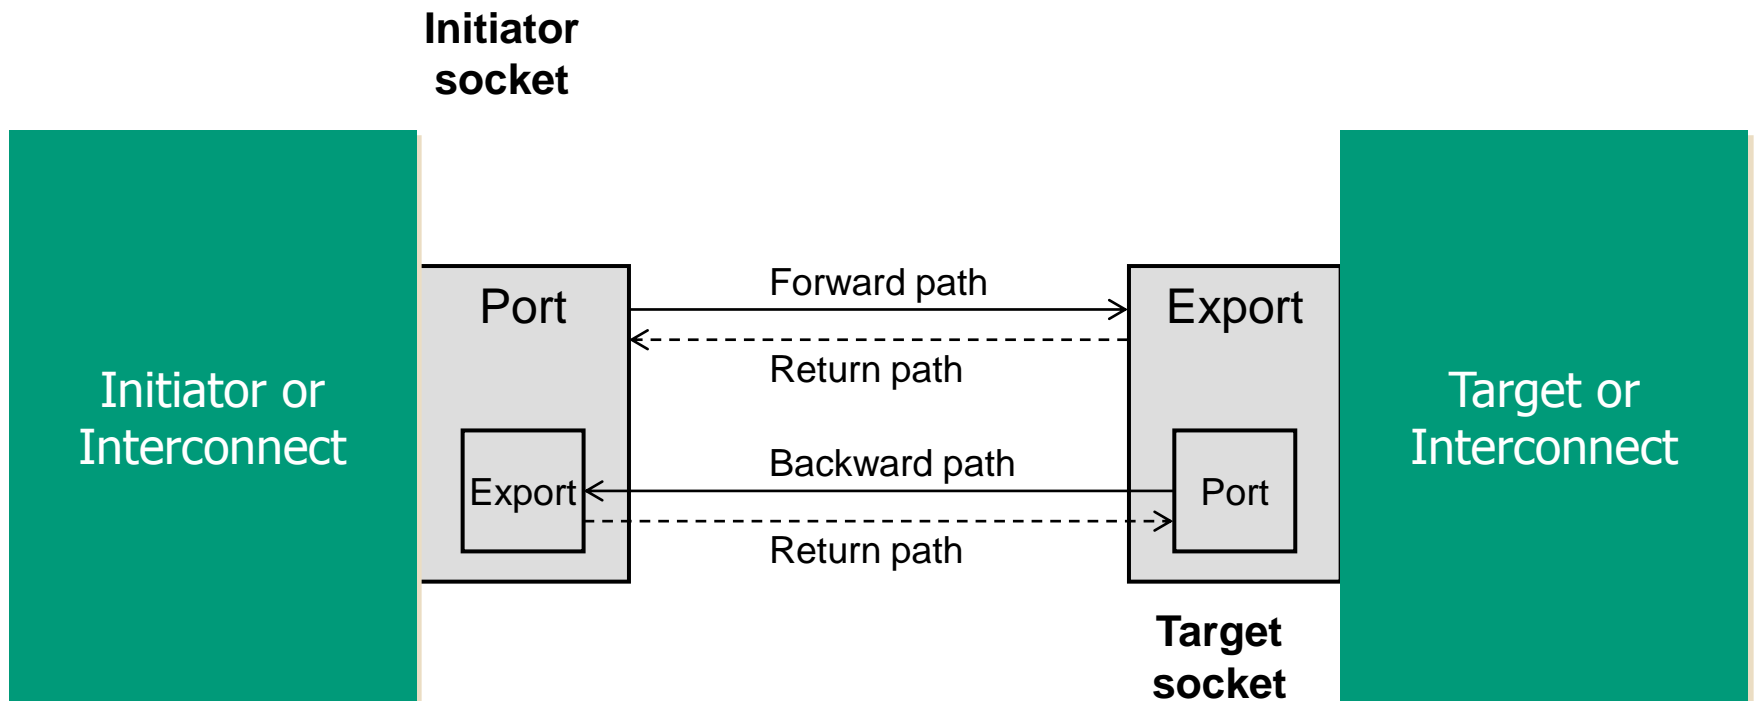 Initiator
socket
Initiator or
Interconnect
Port
Export
Forward path
Return path
Backward path
Return path
Export
Port
Target or
Interconnect
Target
socket